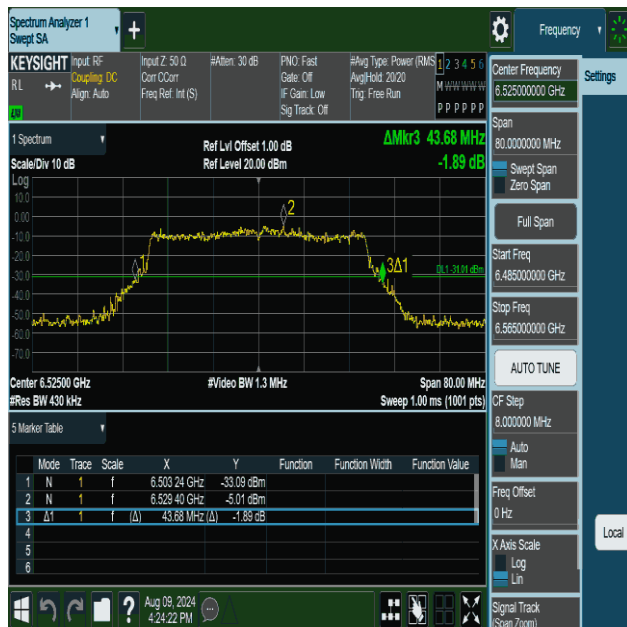 Spectrum Analyzer 1
Swept SA
+
Frequency
KEYSIGHT
RL
Input: RF
Coupling: DC
Align: Auto
Input Z: 50 Ω
Corr CCorr
Freq Ref: Int (S)
#Atten: 30 dB
PNO: Fast
Gate: Off
IF Gain: Low
Sig Track: Off
#Avg Type: Power (RMS
Avg|Hold: 20/20
Trig: Free Run
1 2 3 4 5 6
M W W W W W
P P P P P P
1 Spectrum
Scale/Div 10 dB
Ref Lvl Offset 1.00 dB
Ref Level 20.00 dBm
ΔMkr3 43.68 MHz
-1.89 dB
Log
10.0
0.00
-10.0
-20.0
-30.0
-40.0
-50.0
-60.0
-70.0
1
2
3Δ1
DL1 -31.01 dBm
Center 6.52500 GHz
#Res BW 430 kHz
#Video BW 1.3 MHz
Span 80.00 MHz
Sweep 1.00 ms (1001 pts)
5 Marker Table
Mode Trace Scale X Y Function Function Width Function Value
1 N 1 f 6.503 24 GHz -33.09 dBm
2 N 1 f 6.529 40 GHz -5.01 dBm
3 Δ1 1 f (Δ) 43.68 MHz (Δ) -1.89 dB
4
5
6
Aug 09, 2024
4:24:22 PM
Center Frequency
6.525000000 GHz
Span
80.0000000 MHz
Swept Span
Zero Span
Full Span
Start Freq
6.485000000 GHz
Stop Freq
6.565000000 GHz
AUTO TUNE
CF Step
8.000000 MHz
Auto
Man
Freq Offset
0 Hz
X Axis Scale
Log
Lin
Signal Track
(Span Zoom)
Settings
Local